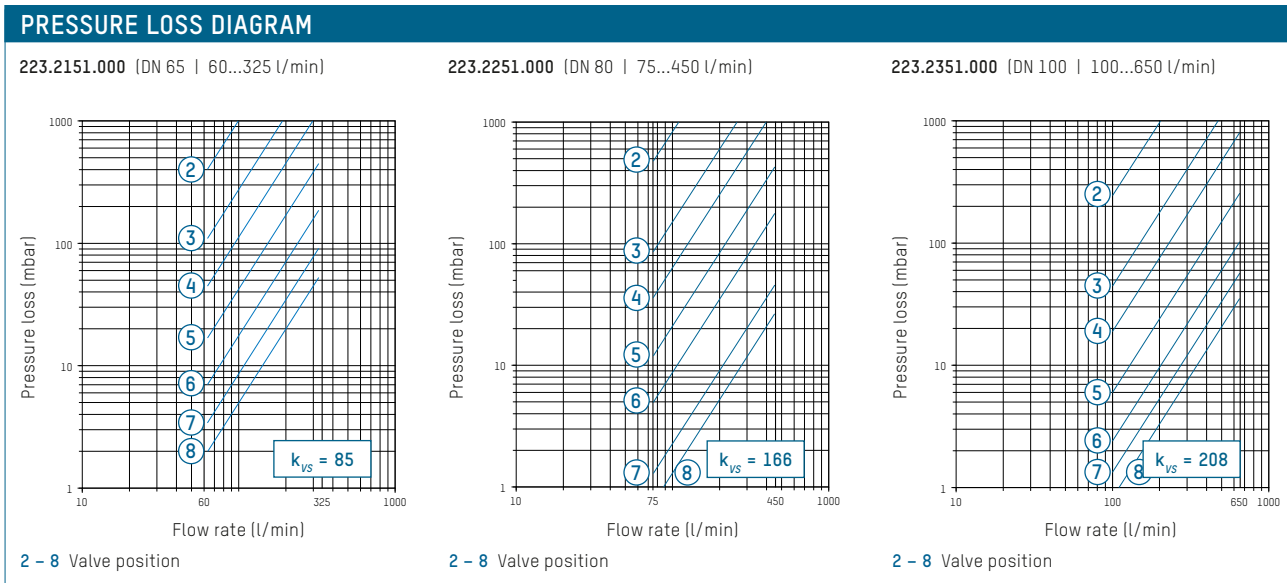 PRESSURE LOSS DIAGRAM
223.2151.000 (DN 65 | 60...325 l/min)
1000
100
10
1
Pressure loss (mbar)
2
3
4
5
6
7
8
k_vs = 85
10 60 325 1000
Flow rate (l/min)
2 – 8 Valve position
223.2251.000 (DN 80 | 75...450 l/min)
1000
100
10
1
Pressure loss (mbar)
2
3
4
5
6
7 8
k_vs = 166
10 75 450 1000
Flow rate (l/min)
2 – 8 Valve position
223.2351.000 (DN 100 | 100...650 l/min)
1000
100
10
1
Pressure loss (mbar)
2
3
4
5
6
7 8
k_vs = 208
10 100 650 1000
Flow rate (l/min)
2 – 8 Valve position